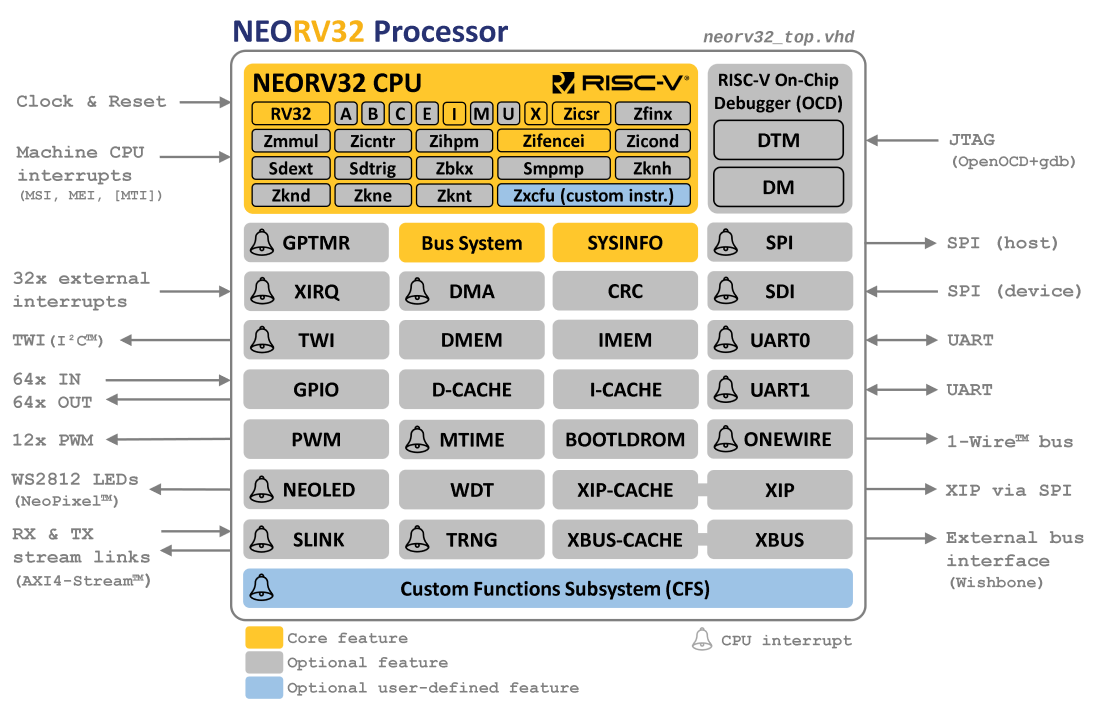 NEORV32 Processor
neorv32_top.vhd
NEORV32 CPU
RISC-V®
RV32 A B C E I M U X Zicsr Zfinx
Zmmul Zicntr Zihpm Zifencei Zicond
Sdext Sdtrig Zbkx Smpmp Zknh
Zknd Zkne Zknt Zxcfu (custom instr.)
RISC-V On-Chip
Debugger (OCD)
DTM
DM
Clock & Reset
Machine CPU
interrupts
(MSI, MEI, [MTI])
JTAG
(OpenOCD+gdb)
GPTMR Bus System SYSINFO SPI
SPI (host)
32x external
interrupts
XIRQ DMA CRC SDI
SPI (device)
TWI(I²C™)
TWI DMEM IMEM UART0
UART
64x IN
64x OUT
GPIO D-CACHE I-CACHE UART1
UART
12x PWM
PWM MTIME BOOTLDROM ONEWIRE
1-Wire™ bus
WS2812 LEDs
(NeoPixel™)
NEOLED WDT XIP-CACHE XIP
XIP via SPI
RX & TX
stream links
(AXI4-Stream™)
SLINK TRNG XBUS-CACHE XBUS
External bus
interface
(Wishbone)
Custom Functions Subsystem (CFS)
Core feature
Optional feature
Optional user-defined feature
CPU interrupt